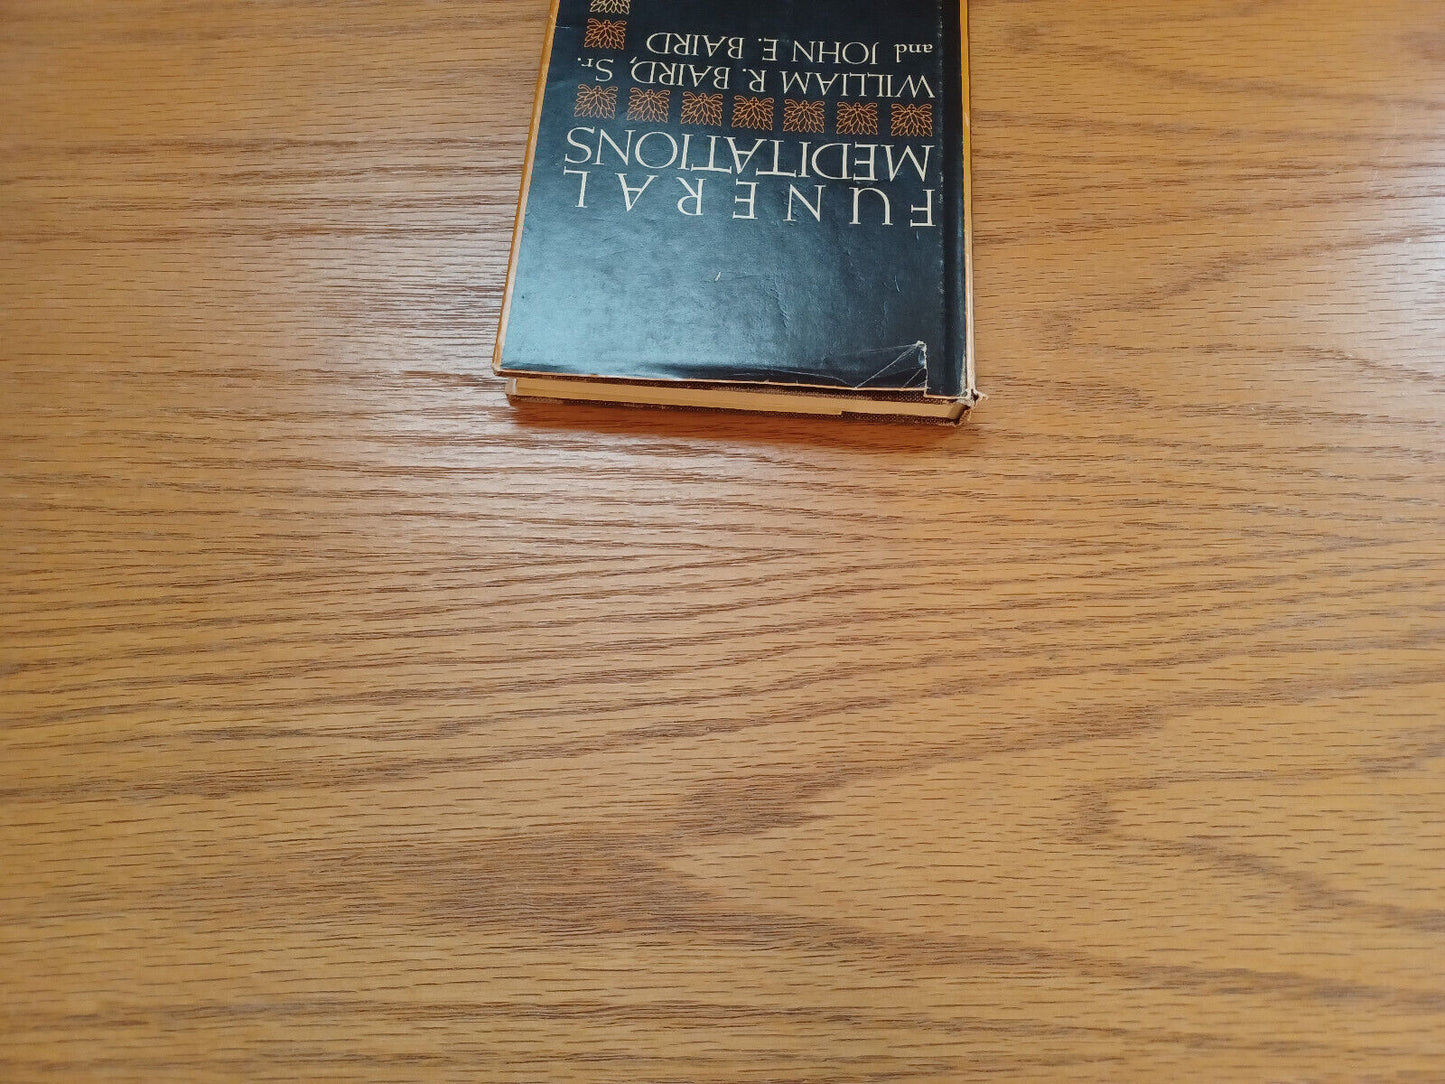 FUNERAL
MEDITATIONS
WILLIAM R. BAIRD, Sr.
and JOHN E. BAIRD